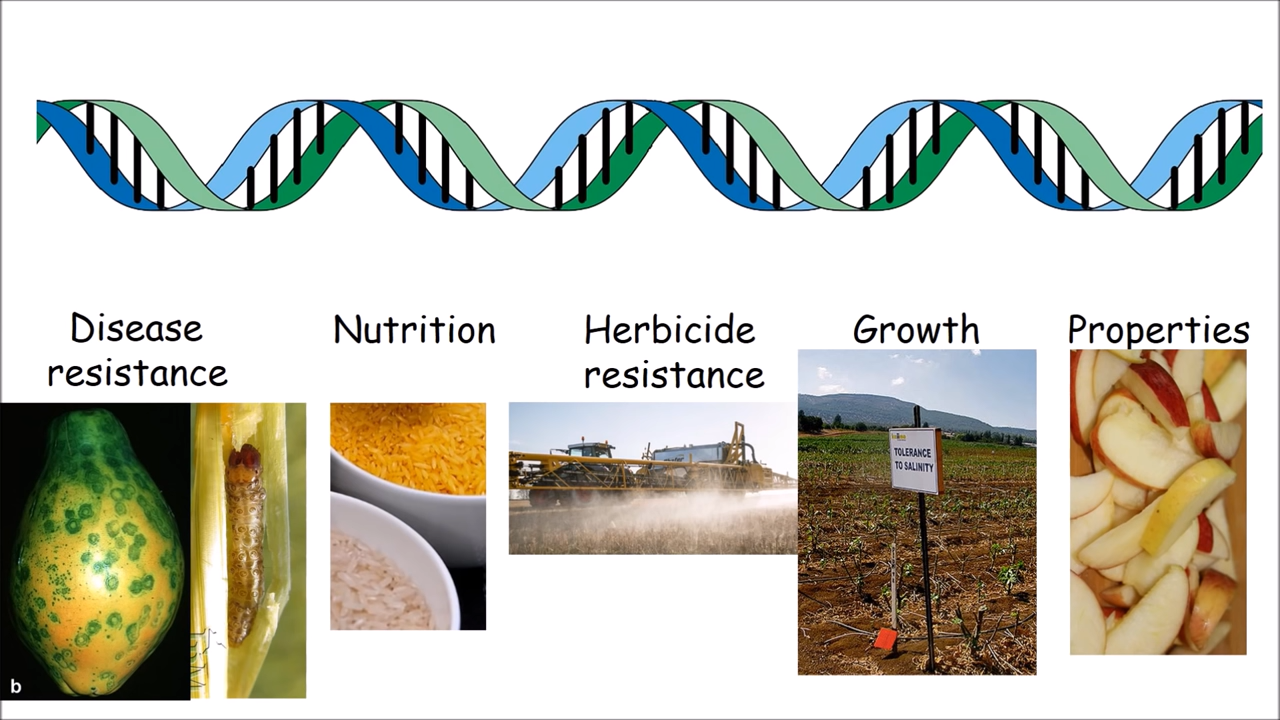 Disease
resistance
Nutrition
Herbicide
resistance
Growth
Properties
TOLERANCE
TO SALINITY
b